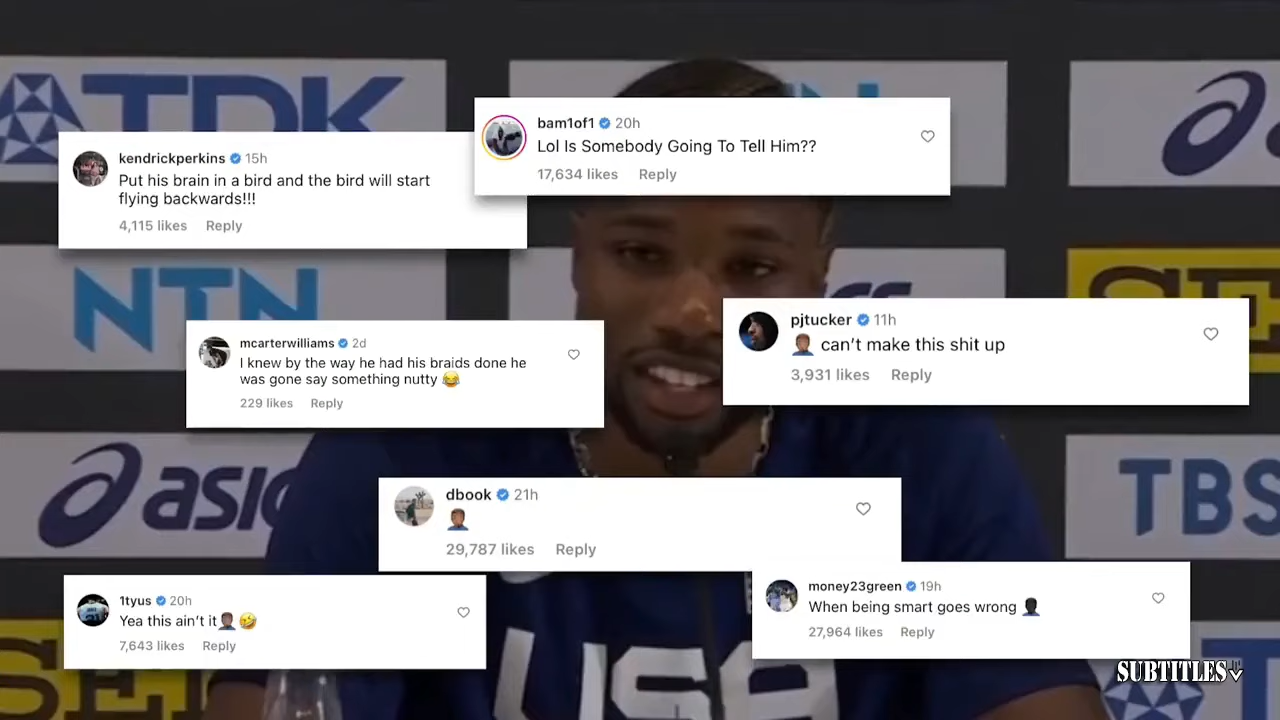 TDK
bam1of1 20h
Lol Is Somebody Going To Tell Him??
17,634 likes Reply
kendrickperkins 15h
Put his brain in a bird and the bird will start
flying backwards!!!
4,115 likes Reply
NTN
pjtucker 11h
🤦🏾‍♂️ can't make this shit up
3,931 likes Reply
mcarterwilliams 2d
I knew by the way he had his braids done he
was gone say something nutty 😂
229 likes Reply
asic
TBS
dbook 21h
🤦🏾‍♂️
29,787 likes Reply
1tyus 20h
Yea this ain't it🤦🏾‍♂️🤣
7,643 likes Reply
money23green 19h
When being smart goes wrong 🤦🏿‍♂️
27,964 likes Reply
USA
SUBTITLES